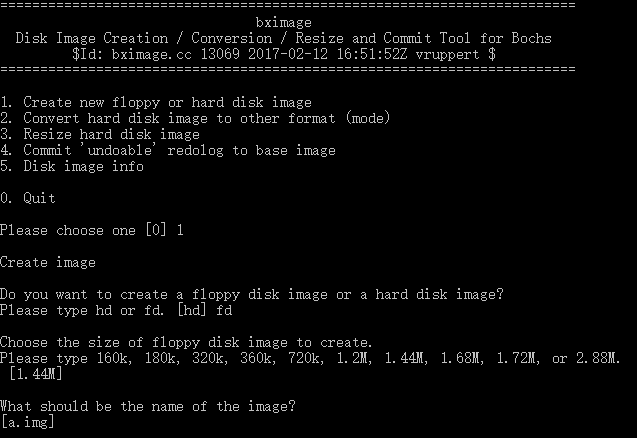 ========================================================================
bximage
Disk Image Creation / Conversion / Resize and Commit Tool for Bochs
$Id: bximage.cc 13069 2017-02-12 16:51:52Z vruppert $
========================================================================
1. Create new floppy or hard disk image
2. Convert hard disk image to other format (mode)
3. Resize hard disk image
4. Commit 'undoable' redolog to base image
5. Disk image info
0. Quit
Please choose one [0] 1
Create image
Do you want to create a floppy disk image or a hard disk image?
Please type hd or fd. [hd] fd
Choose the size of floppy disk image to create.
Please type 160k, 180k, 320k, 360k, 720k, 1.2M, 1.44M, 1.68M, 1.72M, or 2.88M.
[1.44M]
What should be the name of the image?
[a.img]